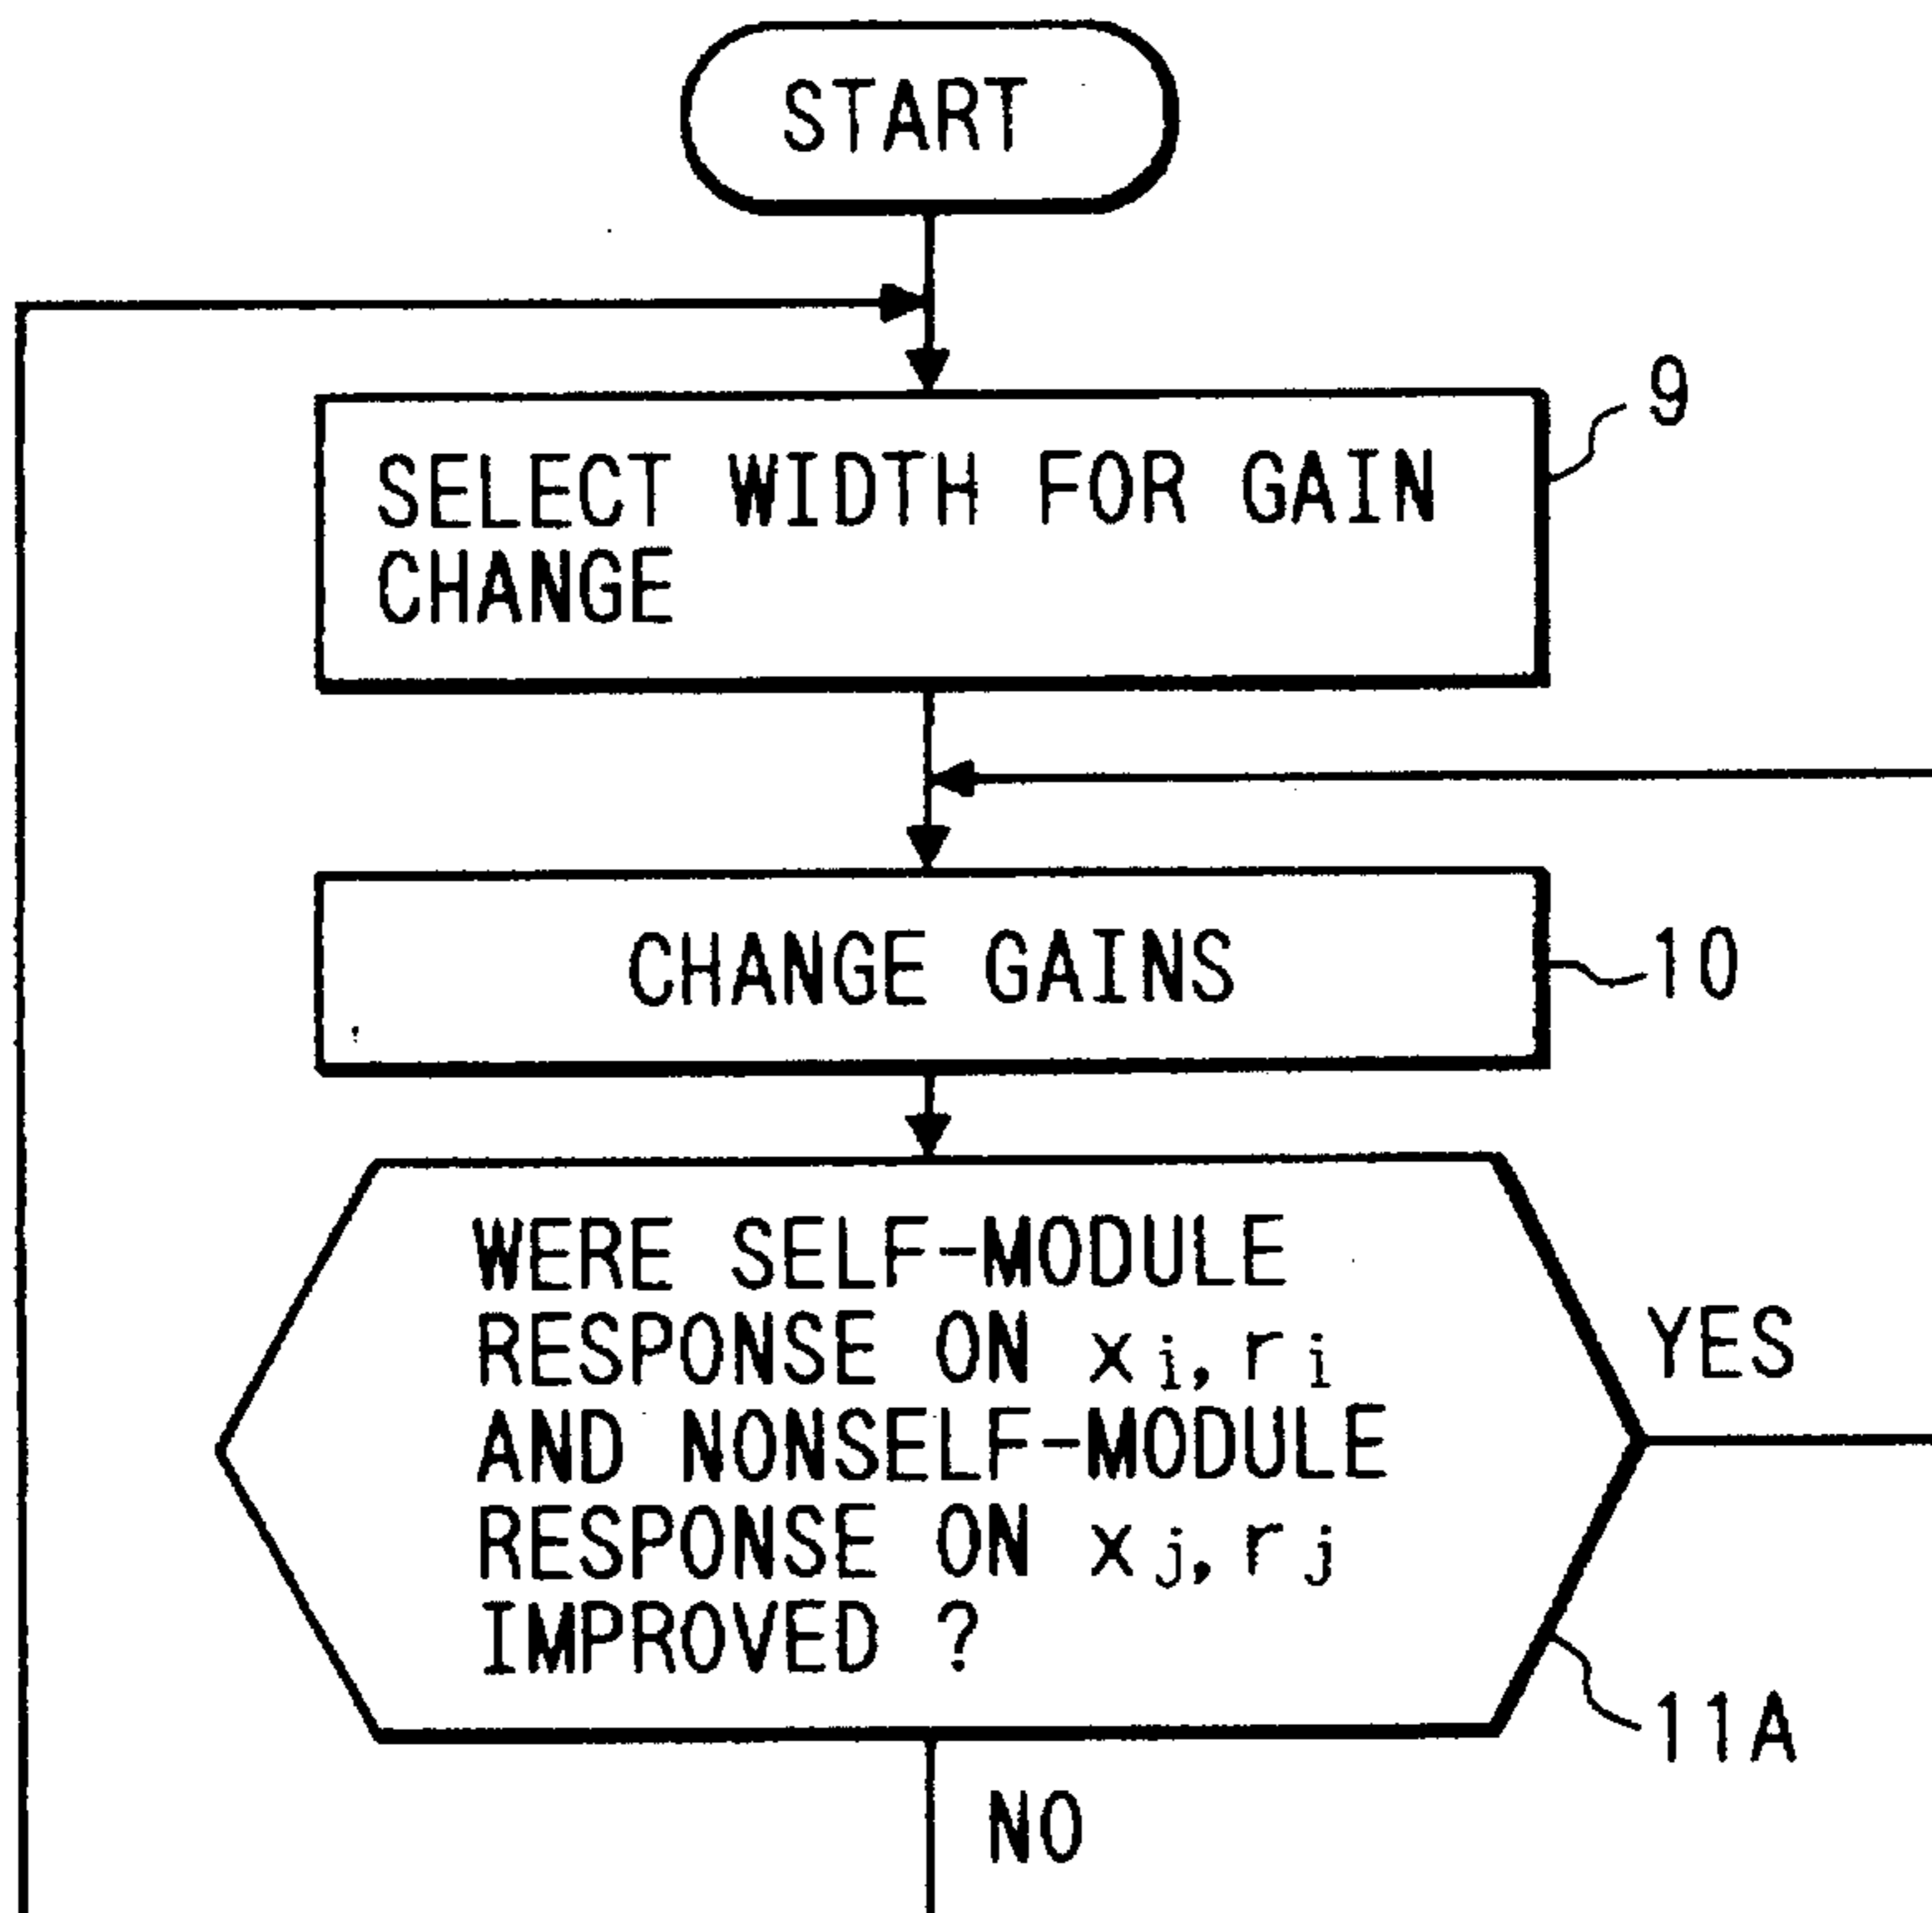 START
9
SELECT WIDTH FOR GAIN
CHANGE
CHANGE GAINS
10
WERE SELF-MODULE
RESPONSE ON xᵢ, rᵢ
AND NONSELF-MODULE
RESPONSE ON xⱼ, rⱼ
IMPROVED ?
YES
11A
NO